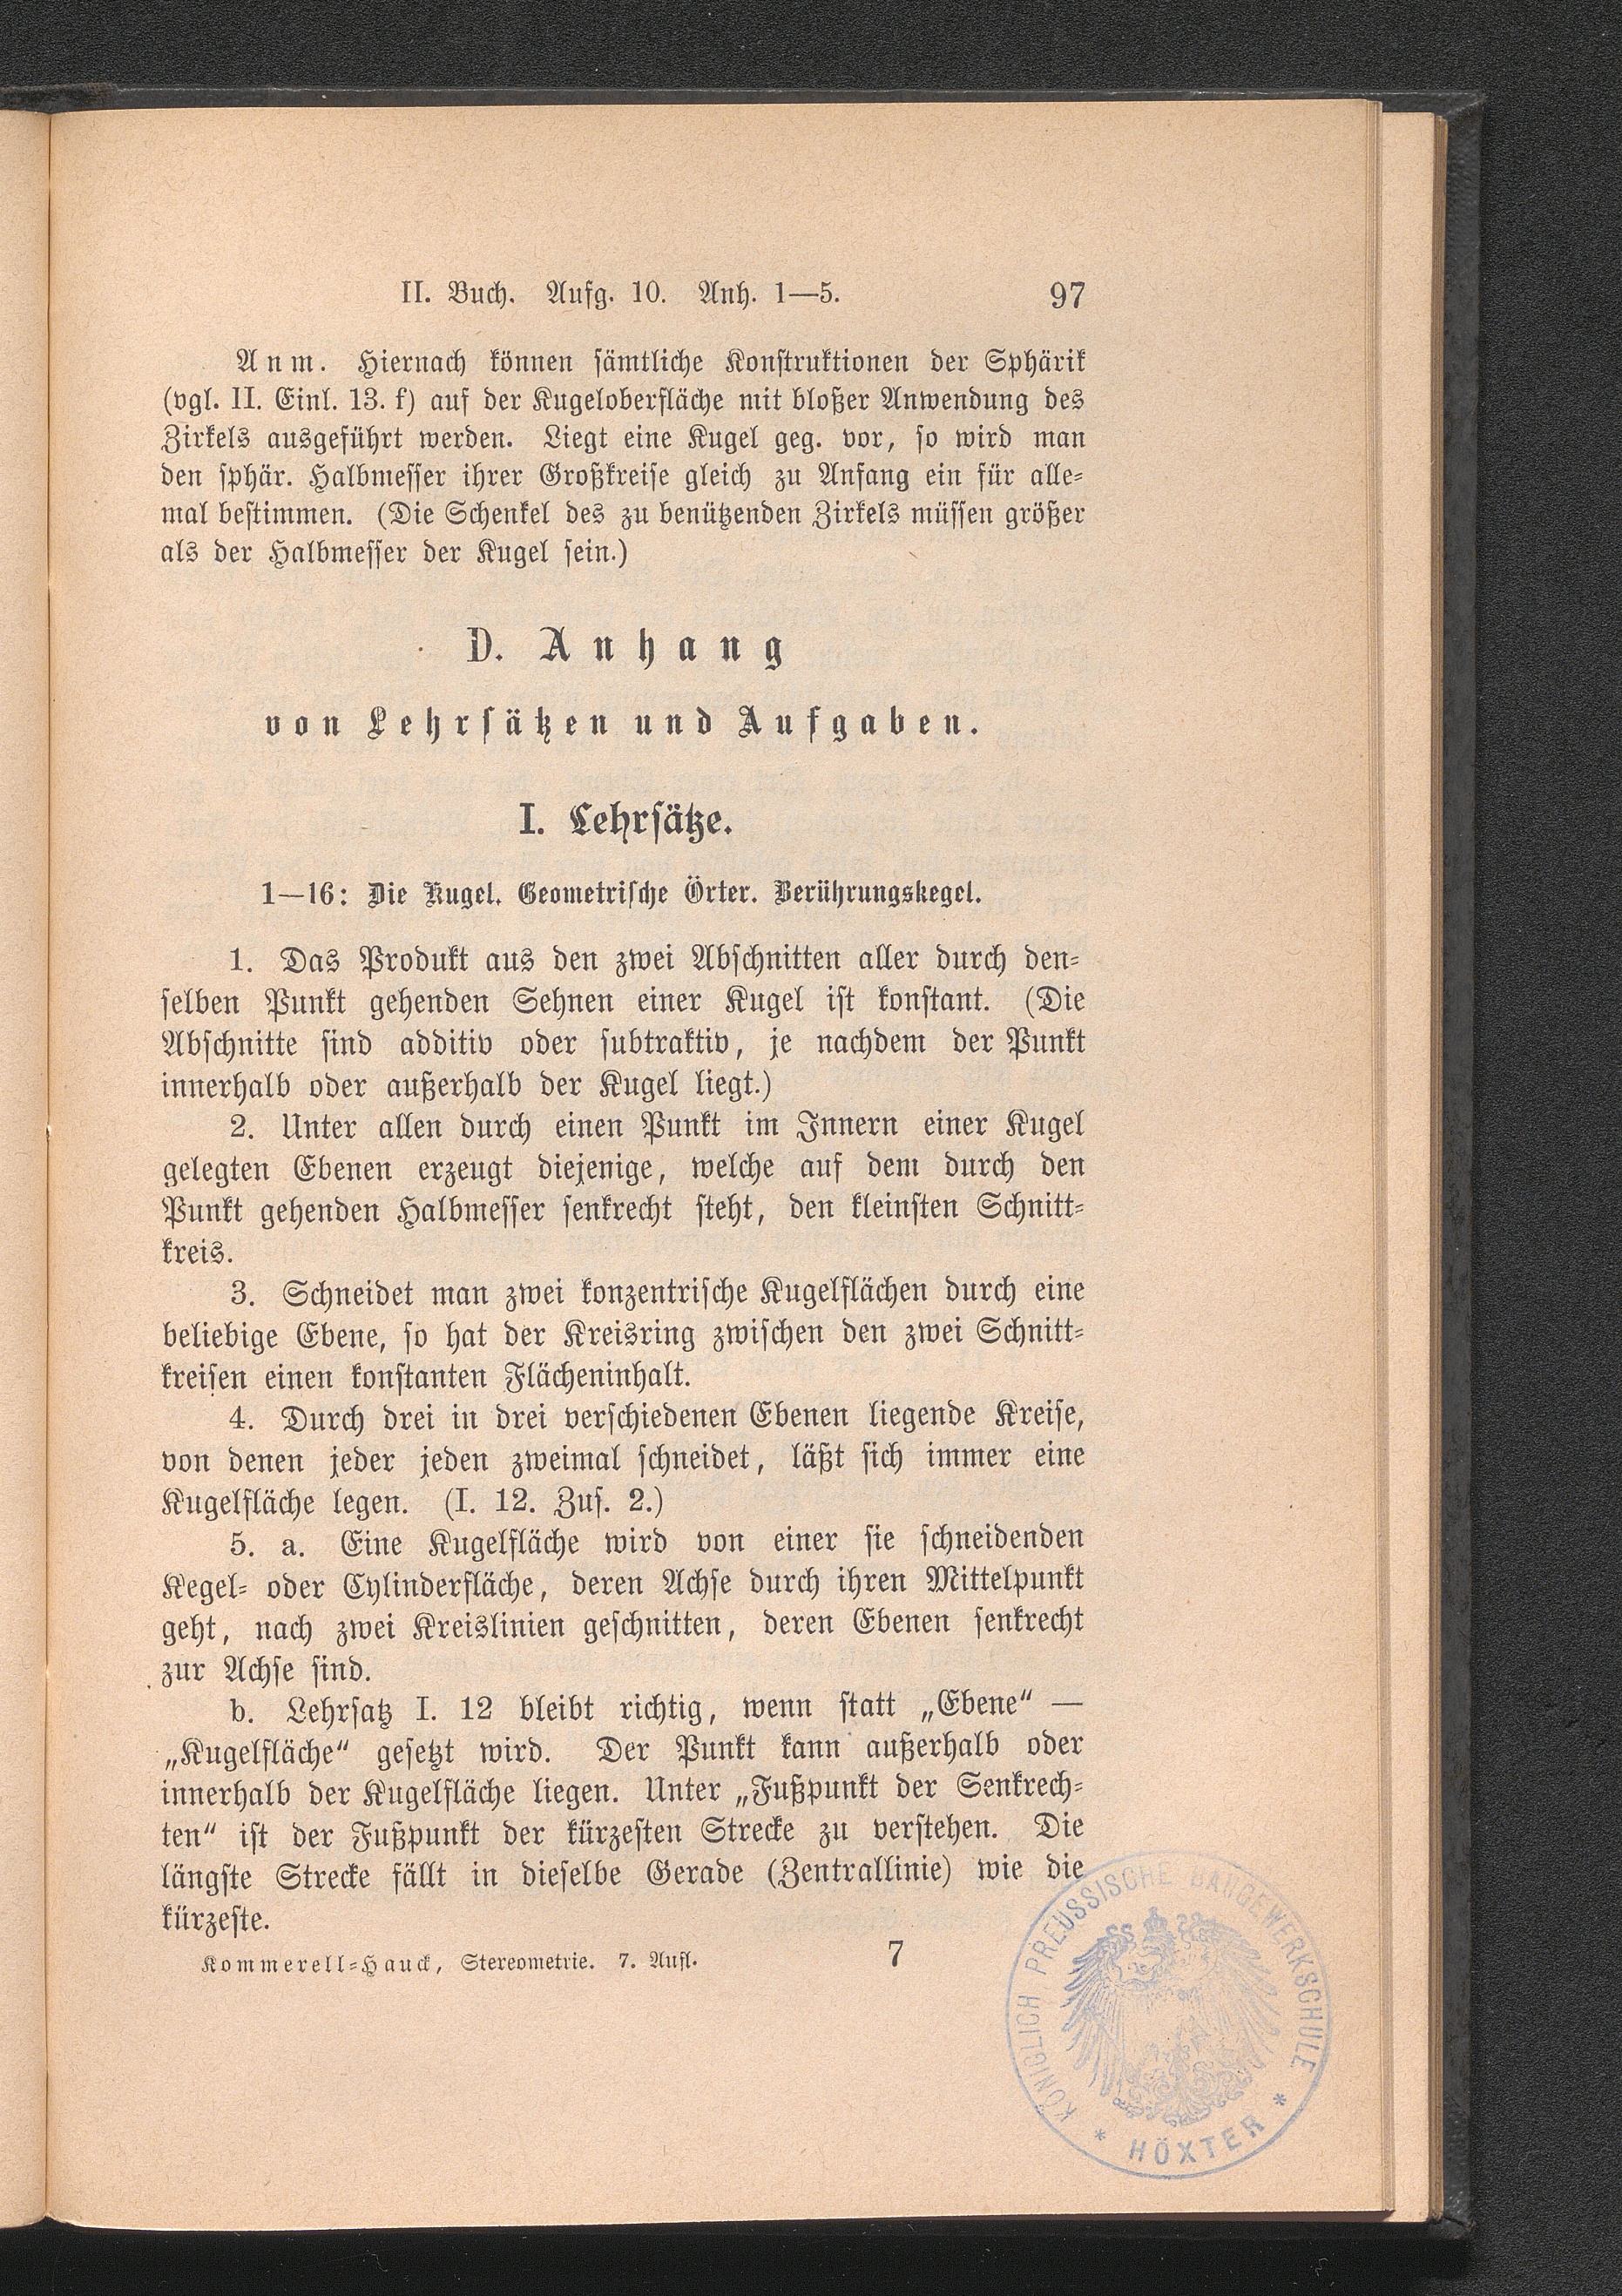 II. Buch. Aufg. 10. Anh. 1—5. 97
Anm. Hiernach können sämtliche Konstruktionen der Sphärik
(vgl. II. Einl. 13. f) auf der Kugeloberfläche mit bloßer Anwendung des
Zirkels ausgeführt werden. Liegt eine Kugel geg. vor, so wird man
den sphär. Halbmesser ihrer Großkreise gleich zu Anfang ein für alle-
mal bestimmen. (Die Schenkel des zu benützenden Zirkels müssen größer
als der Halbmesser der Kugel sein.)
D. Anhang
von Lehrsätzen und Aufgaben.
I. Lehrsätze.
1—16: Die Kugel. Geometrische Örter. Berührungskegel.
1. Das Produkt aus den zwei Abschnitten aller durch den-
selben Punkt gehenden Sehnen einer Kugel ist konstant. (Die
Abschnitte sind additiv oder subtraktiv, je nachdem der Punkt
innerhalb oder außerhalb der Kugel liegt.)
2. Unter allen durch einen Punkt im Innern einer Kugel
gelegten Ebenen erzeugt diejenige, welche auf dem durch den
Punkt gehenden Halbmesser senkrecht steht, den kleinsten Schnitt-
kreis.
3. Schneidet man zwei konzentrische Kugelflächen durch eine
beliebige Ebene, so hat der Kreisring zwischen den zwei Schnitt-
kreisen einen konstanten Flächeninhalt.
4. Durch drei in drei verschiedenen Ebenen liegende Kreise,
von denen jeder jeden zweimal schneidet, läßt sich immer eine
Kugelfläche legen. (I. 12. Zus. 2.)
5. a. Eine Kugelfläche wird von einer sie schneidenden
Kegel- oder Cylinderfläche, deren Achse durch ihren Mittelpunkt
geht, nach zwei Kreislinien geschnitten, deren Ebenen senkrecht
zur Achse sind.
b. Lehrsatz I. 12 bleibt richtig, wenn statt „Ebene“ —
„Kugelfläche“ gesetzt wird. Der Punkt kann außerhalb oder
innerhalb der Kugelfläche liegen. Unter „Fußpunkt der Senkrech-
ten“ ist der Fußpunkt der kürzesten Strecke zu verstehen. Die
längste Strecke fällt in dieselbe Gerade (Zentrallinie) wie die
kürzeste.
Kommerell-Hauck, Stereometrie. 7. Aufl. 7
KÖNIGLICH PREUSSISCHE BAUGEWERKSCHULE
* HÖXTER *